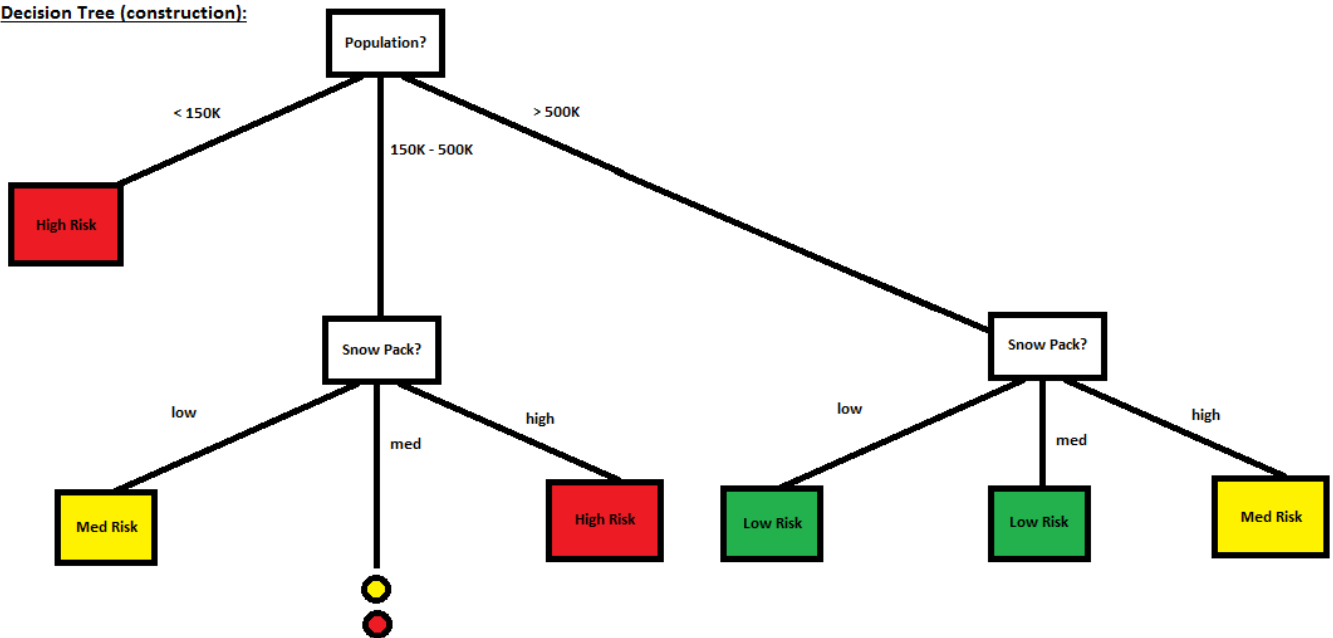 Decision Tree (construction):
Population?
< 150K
150K - 500K
> 500K
High Risk
Snow Pack?
Snow Pack?
low
med
high
low
med
high
Med Risk
High Risk
Low Risk
Low Risk
Med Risk